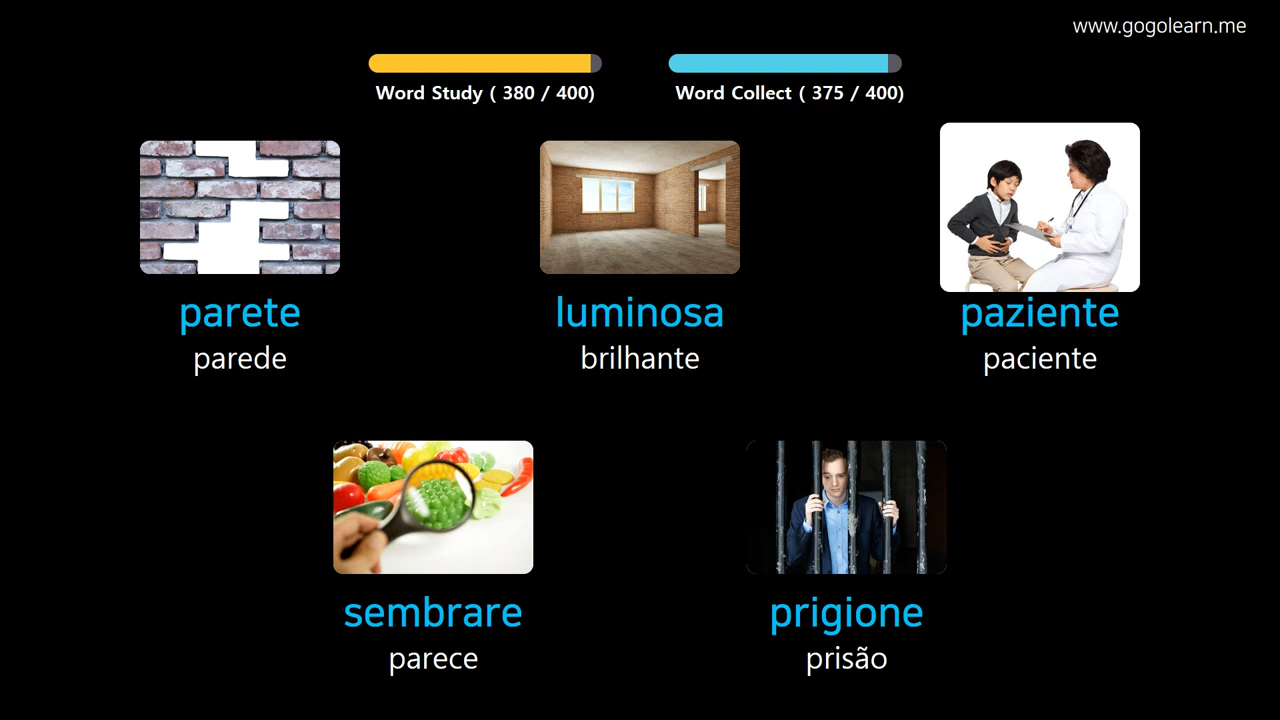 www.gogolearn.me
Word Study ( 380 / 400)
Word Collect ( 375 / 400)
parete
parede
luminosa
brilhante
paziente
paciente
sembrare
parece
prigione
prisão